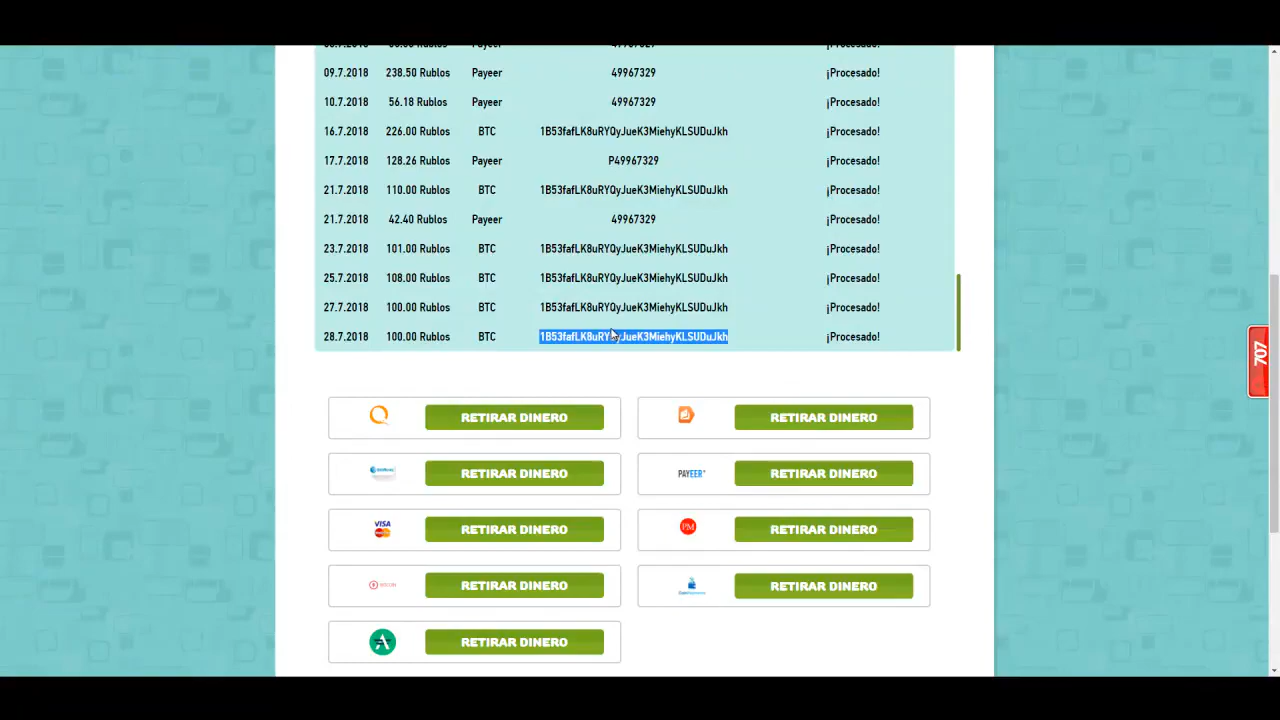 09.7.2018 238.50 Rublos Payeer 49967329 ¡Procesado!
10.7.2018 56.18 Rublos Payeer 49967329 ¡Procesado!
16.7.2018 226.00 Rublos BTC 1B53fafLK8uRYQyJueK3MiehyKLSUDuJkh ¡Procesado!
17.7.2018 128.26 Rublos Payeer P49967329 ¡Procesado!
21.7.2018 110.00 Rublos BTC 1B53fafLK8uRYQyJueK3MiehyKLSUDuJkh ¡Procesado!
21.7.2018 42.40 Rublos Payeer 49967329 ¡Procesado!
23.7.2018 101.00 Rublos BTC 1B53fafLK8uRYQyJueK3MiehyKLSUDuJkh ¡Procesado!
25.7.2018 108.00 Rublos BTC 1B53fafLK8uRYQyJueK3MiehyKLSUDuJkh ¡Procesado!
27.7.2018 100.00 Rublos BTC 1B53fafLK8uRYQyJueK3MiehyKLSUDuJkh ¡Procesado!
28.7.2018 100.00 Rublos BTC 1B53fafLK8uRYQyJueK3MiehyKLSUDuJkh ¡Procesado!
707
RETIRAR DINERO RETIRAR DINERO
RETIRAR DINERO PAYEER RETIRAR DINERO
VISA RETIRAR DINERO PM RETIRAR DINERO
RETIRAR DINERO RETIRAR DINERO
RETIRAR DINERO